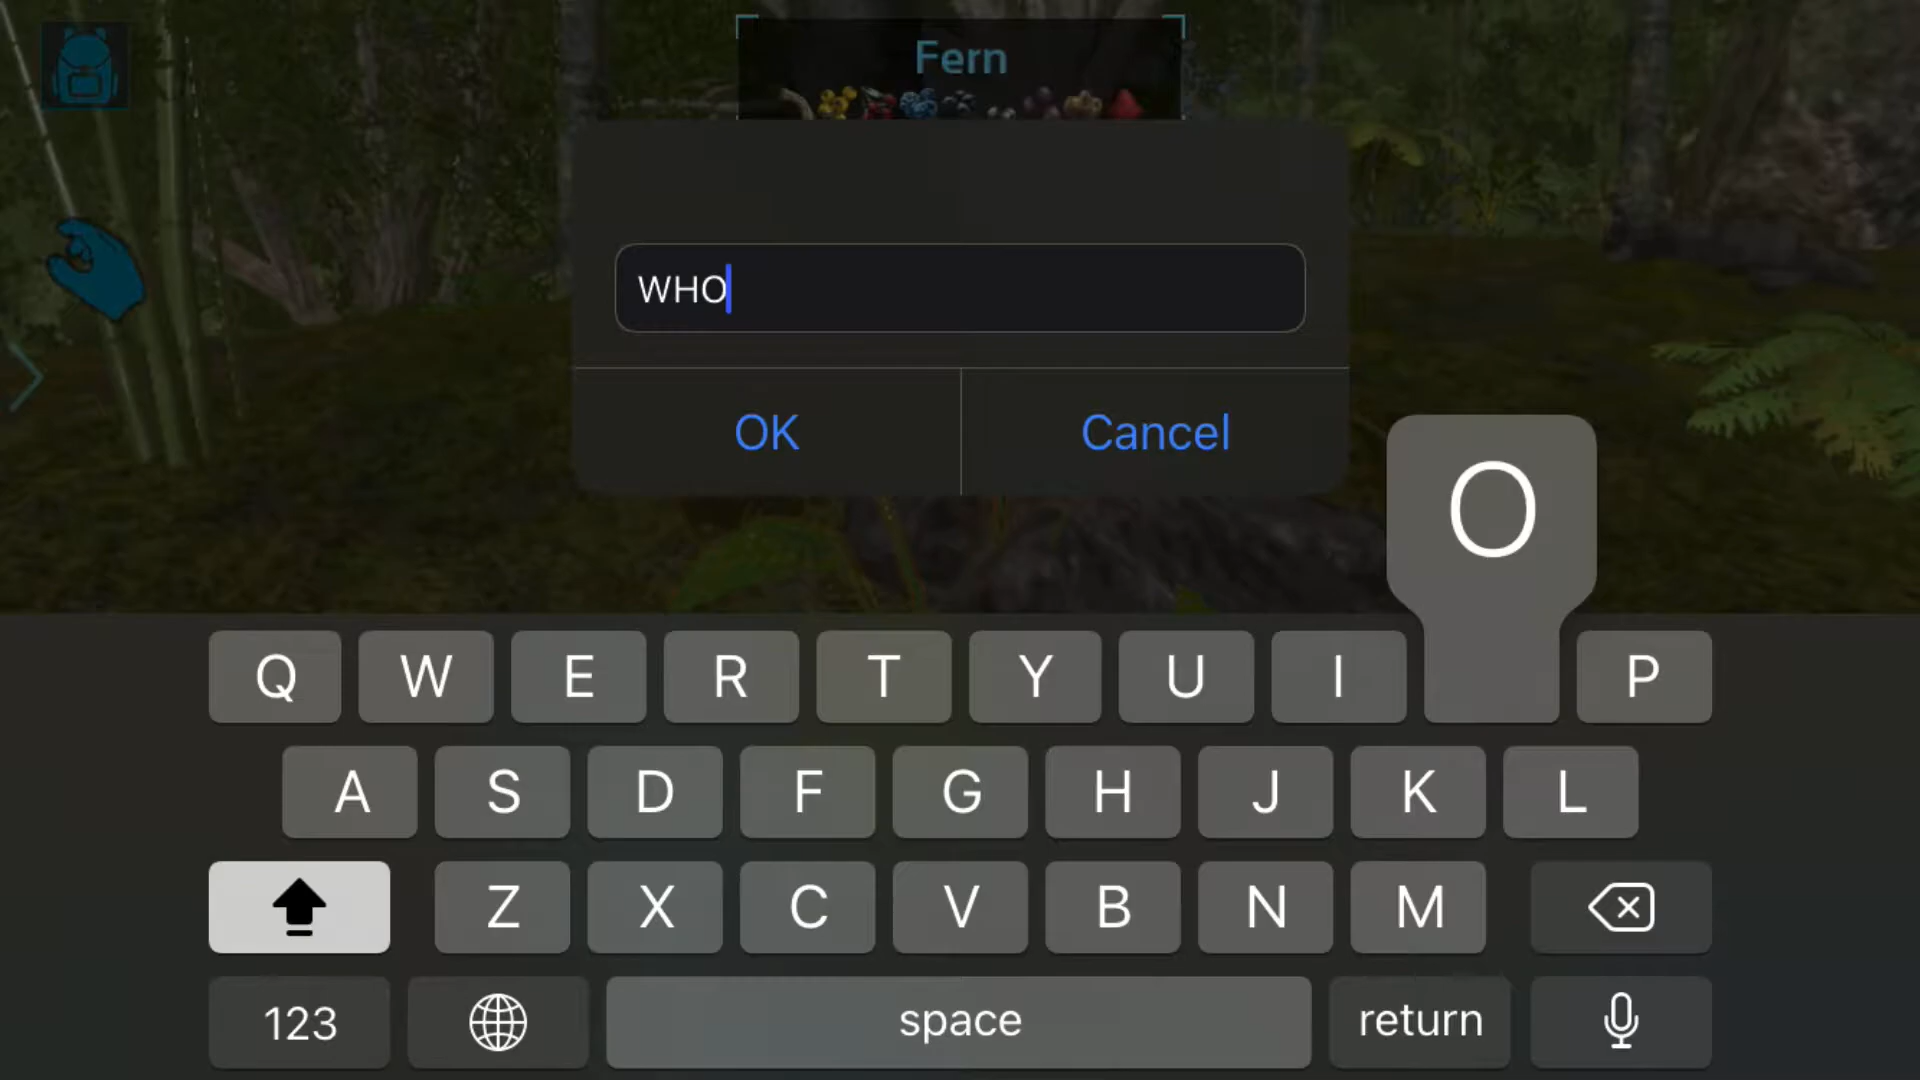 Fern
WHO
OK Cancel
O
Q W E R T Y U I P
A S D F G H J K L
Z X C V B N M
123 space return